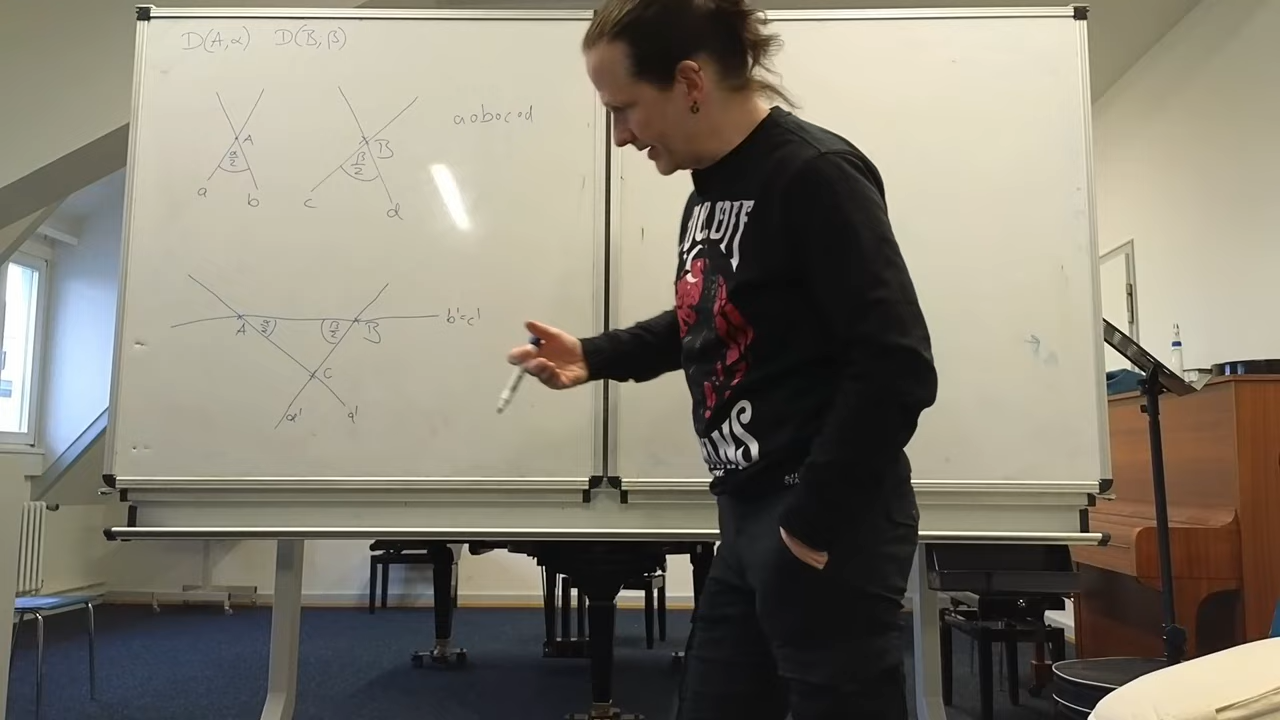 D(A,α) D(B,β)
A
α/2
a
b
B
β/2
c
d
a∘b∘c∘d
A
α/2
β/2
B
b'=c'
C
d'
a'